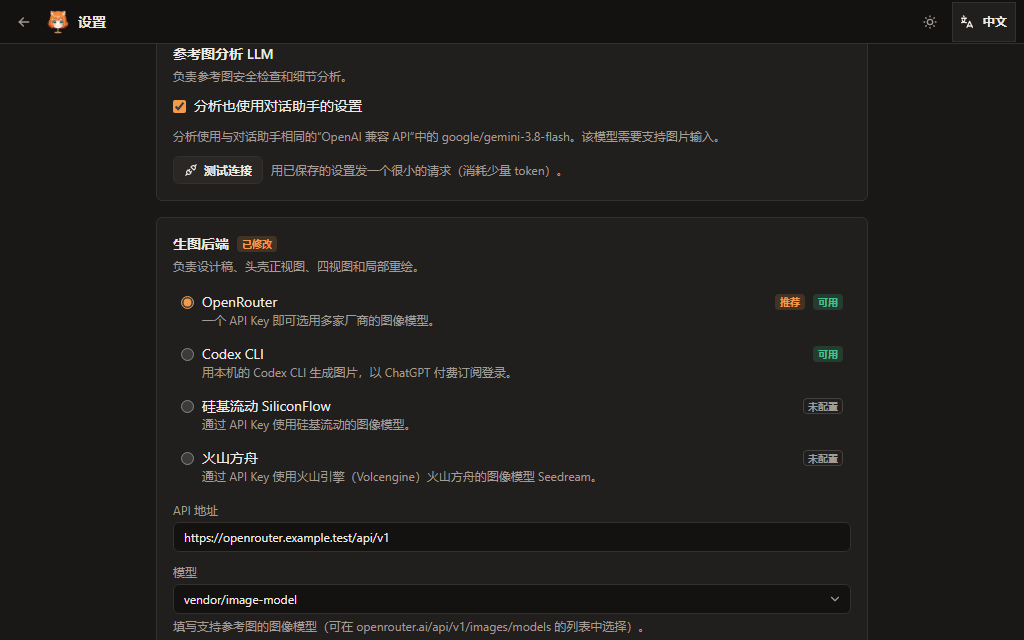 设置
中文
参考图分析 LLM
负责参考图安全检查和细节分析。
分析也使用对话助手的设置
分析使用与对话助手相同的“OpenAI 兼容 API”中的 google/gemini-3.8-flash。该模型需要支持图片输入。
测试连接 用已保存的设置发一个很小的请求（消耗少量 token）。
生图后端 已修改
负责设计稿、头壳正视图、四视图和局部重绘。
OpenRouter 推荐 可用
一个 API Key 即可选用多家厂商的图像模型。
Codex CLI 可用
用本机的 Codex CLI 生成图片，以 ChatGPT 付费订阅登录。
硅基流动 SiliconFlow 未配置
通过 API Key 使用硅基流动的图像模型。
火山方舟 未配置
通过 API Key 使用火山引擎（Volcengine）火山方舟的图像模型 Seedream。
API 地址
https://openrouter.example.test/api/v1
模型
vendor/image-model
填写支持参考图的图像模型（可在 openrouter.ai/api/v1/images/models 的列表中选择）。